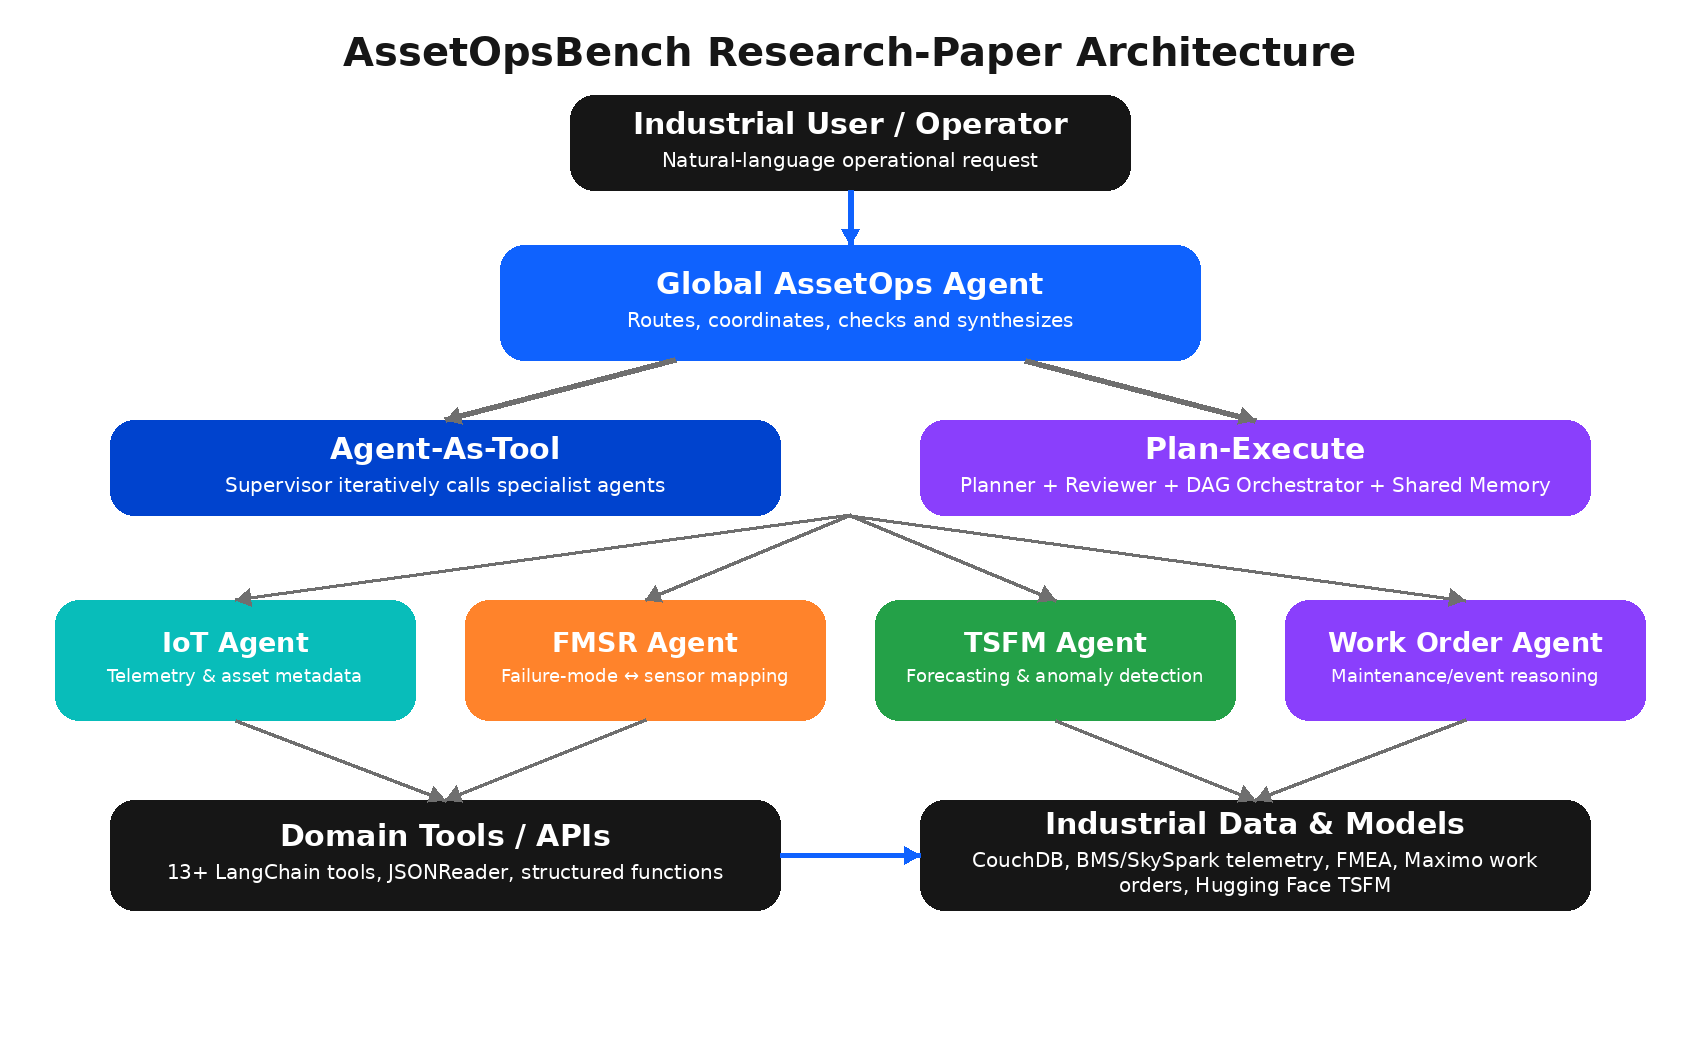 AssetOpsBench Research-Paper Architecture
Industrial User / Operator
Natural-language operational request
Global AssetOps Agent
Routes, coordinates, checks and synthesizes
Agent-As-Tool
Supervisor iteratively calls specialist agents
Plan-Execute
Planner + Reviewer + DAG Orchestrator + Shared Memory
IoT Agent
Telemetry & asset metadata
FMSR Agent
Failure-mode ↔ sensor mapping
TSFM Agent
Forecasting & anomaly detection
Work Order Agent
Maintenance/event reasoning
Domain Tools / APIs
13+ LangChain tools, JSONReader, structured functions
Industrial Data & Models
CouchDB, BMS/SkySpark telemetry, FMEA, Maximo work
orders, Hugging Face TSFM